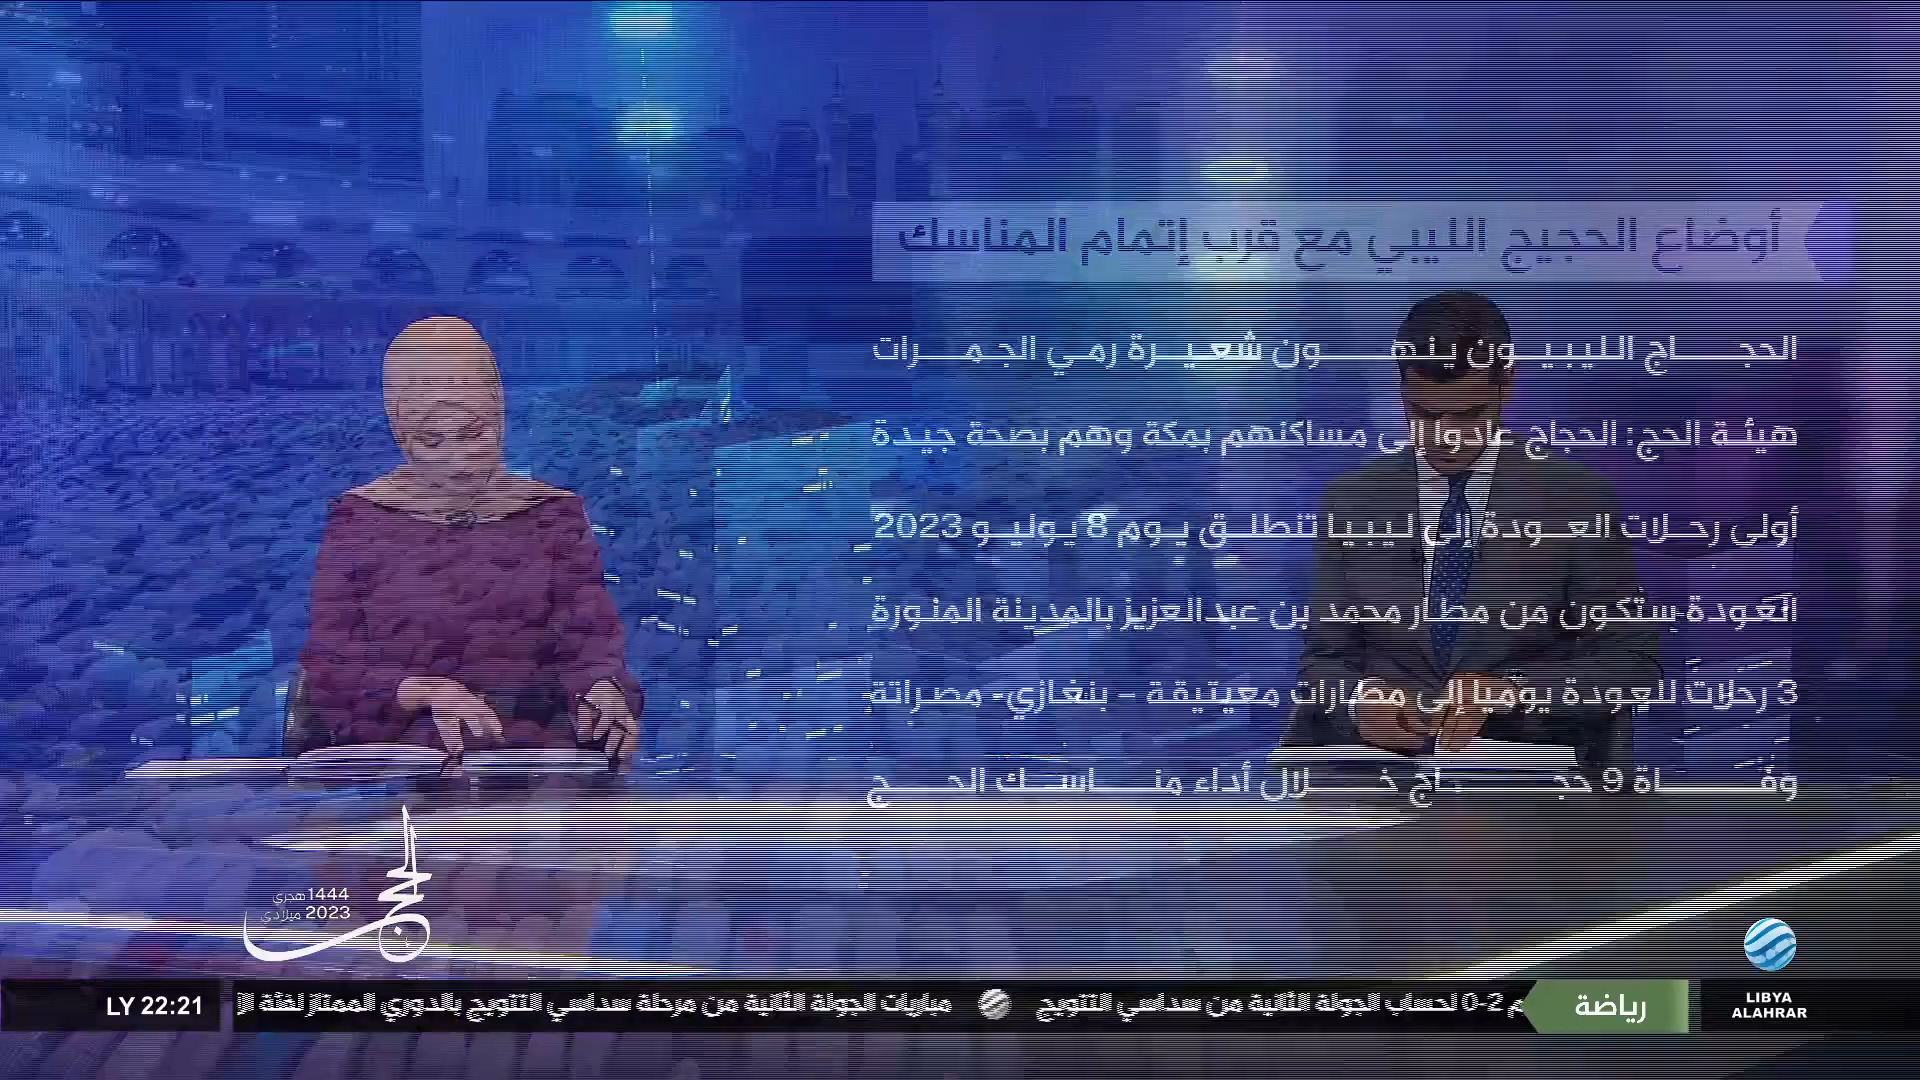 أوضاع الحجيج الليبي مع قرب إتمام المناسك
الحجاج الليبيون ينهون شعيرة رمي الجمرات
هيئة الحج: الحجاج عادوا إلى مساكنهم بمكة وهم بصحة جيدة
أولى رحلات العودة إلى ليبيا تنطلق يوم 8 يوليو 2023
العودة ستكون من مطار محمد بن عبدالعزيز بالمدينة المنورة
3 رحلات للعودة يوميا إلى مطارات معيتيقة – بنغازي- مصراتة
وفاة 9 حجاج خلال أداء مناسك الحج
الحج
1444 هجري
2023 ميلادي
رياضة
2-0 لحساب الجولة الثانية من سداسي التتويج
مباريات الجولة الثانية من مرحلة سداسي التتويج بالدوري الممتاز لفئة
LY 22:21
LIBYA
ALAHRAR